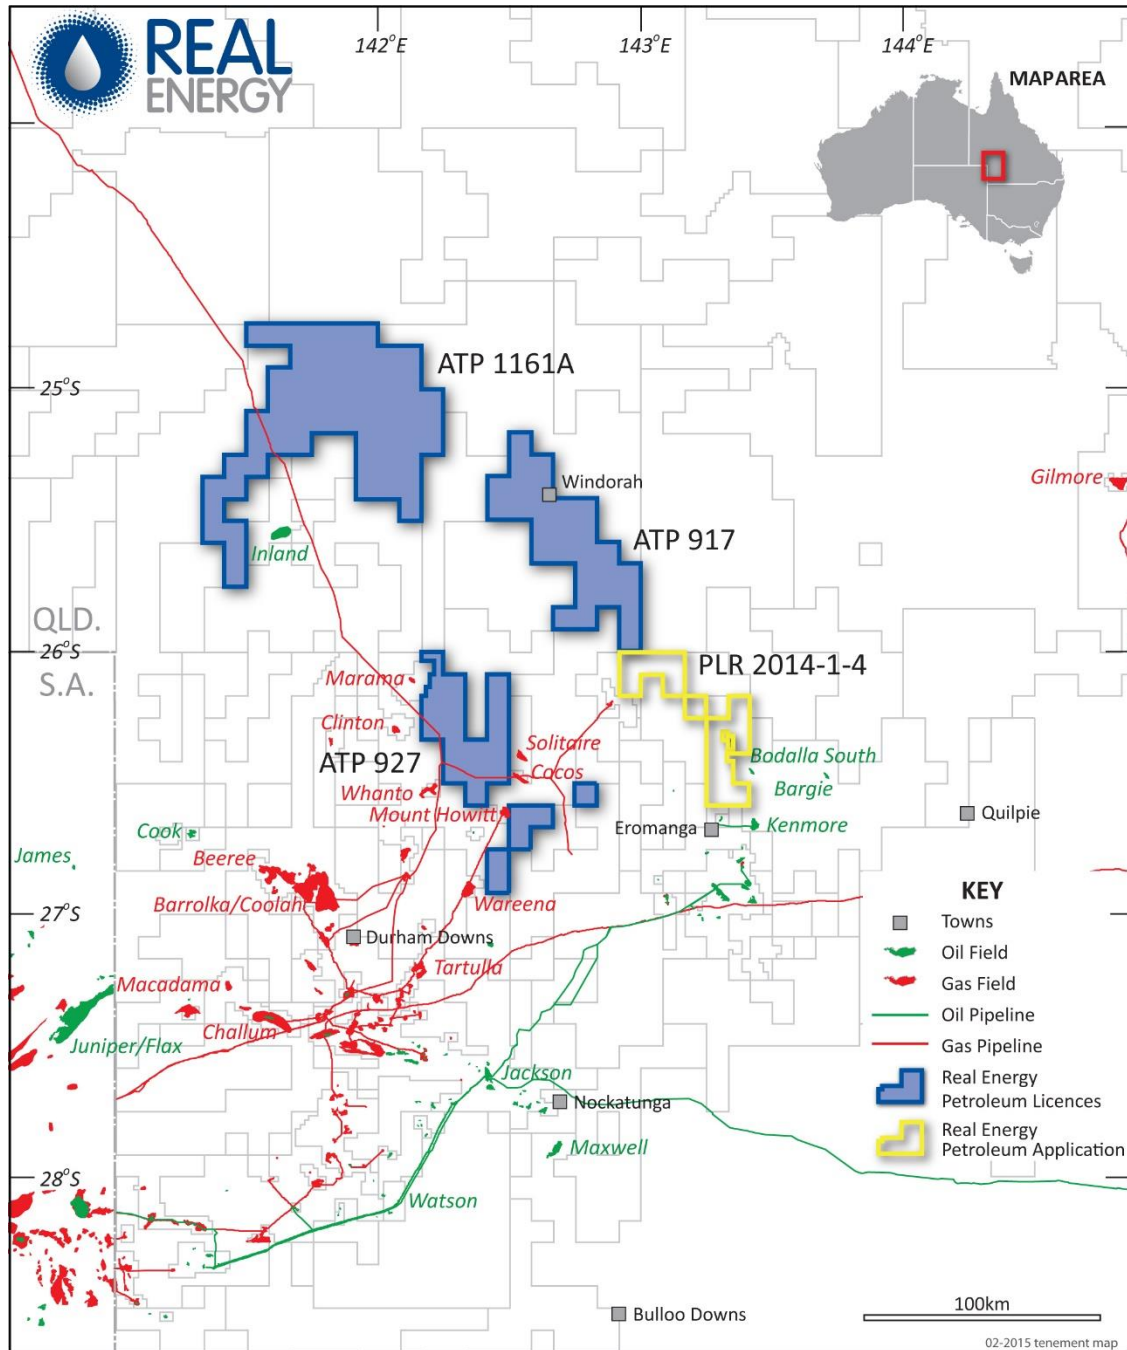 REAL
ENERGY
142°E
143°E
144°E
MAPAREA
ATP 1161A
25°S
Windorah
Gilmore
ATP 917
Inland
QLD.
26°S
S.A.
PLR 2014-1-4
Marama
Clinton
Solitaire
ATP 927
Cocos
Bodalla South
Whanto
Bargie
Mount Howitt
Quilpie
Eromanga
Kenmore
Cook
James
Beeree
Barrolka/Coolah
Wareena
27°S
Durham Downs
Tartulla
Macadama
Challum
Juniper/Flax
Jackson
Nockatunga
Maxwell
28°S
Watson
Bulloo Downs
KEY
Towns
Oil Field
Gas Field
Oil Pipeline
Gas Pipeline
Real Energy
Petroleum Licences
Real Energy
Petroleum Application
100km
02-2015 tenement map